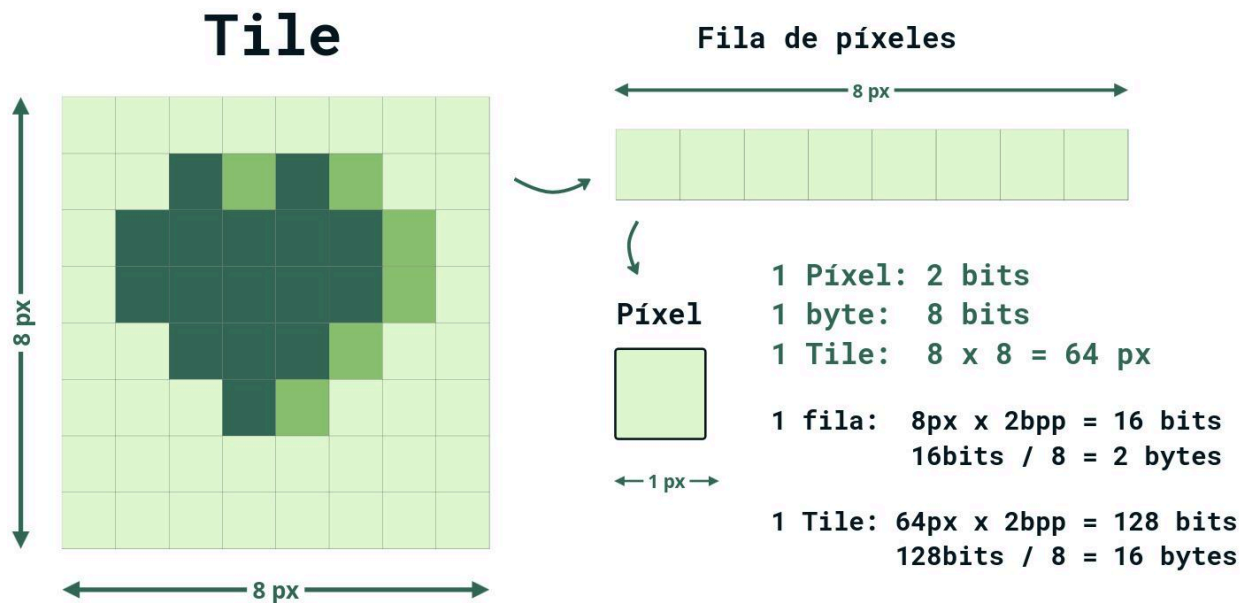 Tile
8 px
8 px
Fila de píxeles
8 px
Píxel
1 px
1 Píxel: 2 bits
1 byte: 8 bits
1 Tile: 8 x 8 = 64 px
1 fila: 8px x 2bpp = 16 bits
16bits / 8 = 2 bytes
1 Tile: 64px x 2bpp = 128 bits
128bits / 8 = 16 bytes